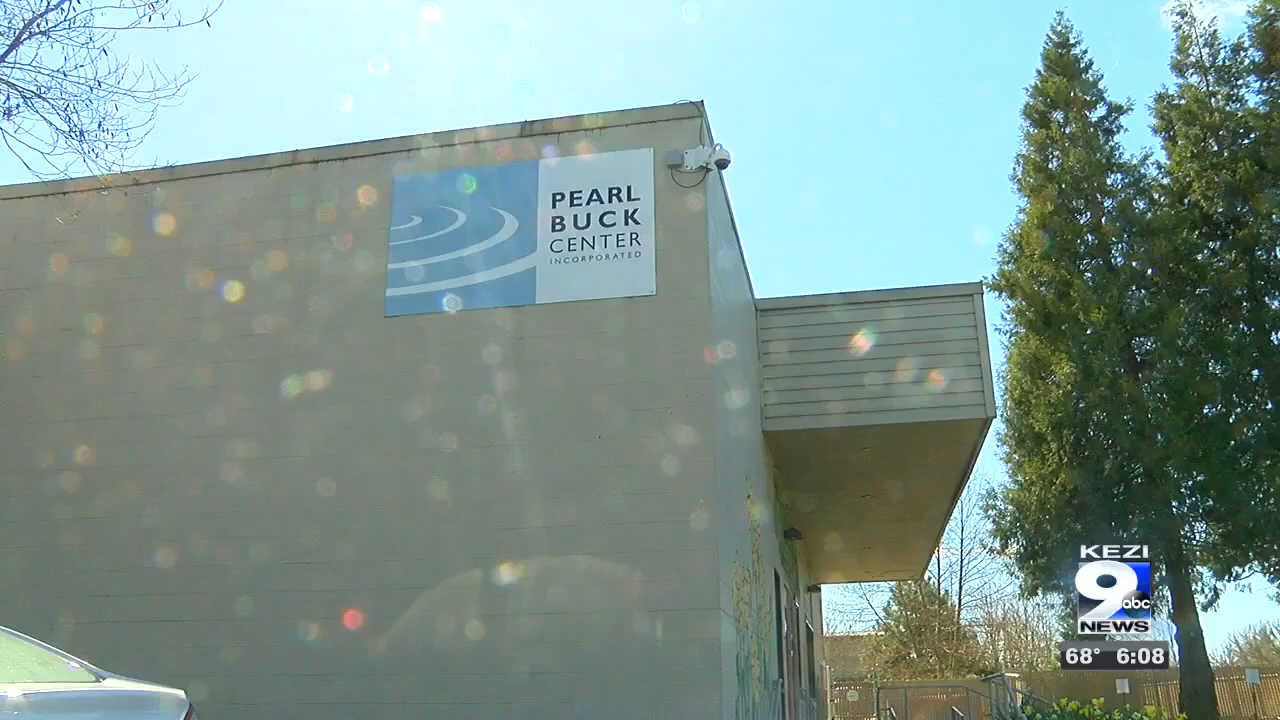 PEARL
BUCK
CENTER
INCORPORATED
KEZI
9
abc
NEWS
68° 6:08